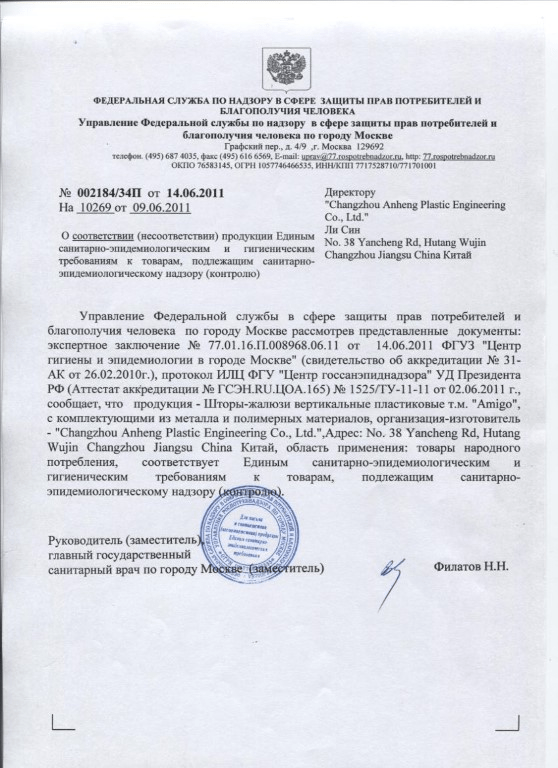 ФЕДЕРАЛЬНАЯ СЛУЖБА ПО НАДЗОРУ В СФЕРЕ ЗАЩИТЫ ПРАВ ПОТРЕБИТЕЛЕЙ И
БЛАГОПОЛУЧИЯ ЧЕЛОВЕКА
Управление Федеральной службы по надзору в сфере защиты прав потребителей и
благополучия человека по городу Москве
Графский пер., д. 4/9 ,г. Москва 129692
телефон. (495) 687 4035, факс (495) 616 6569, E-mail: uprav@77.rospotrebnadzor.ru, http: 77.rospotrebnadzor.ru
ОКПО 76583145, ОГРН 1057746466535, ИНН/КПП 7717528710/771701001
№ 002184/34П от 14.06.2011
На 10269 от 09.06.2011
Директору
"Changzhou Anheng Plastic Engineering
Co., Ltd."
Ли Син
No. 38 Yancheng Rd, Hutang Wujin
Changzhou Jiangsu China Китай
О соответствии (несоответствии) продукции Единым
санитарно-эпидемиологическим и гигиеническим
требованиям к товарам, подлежащим санитарно-
эпидемиологическому надзору (контролю)
Управление Федеральной службы в сфере защиты прав потребителей и
благополучия человека по городу Москве рассмотрев представленные документы:
экспертное заключение № 77.01.16.П.008968.06.11 от 14.06.2011 ФГУЗ "Центр
гигиены и эпидемиологии в городе Москве" (свидетельство об аккредитации № 31-
АК от 26.02.2010г.), протокол ИЛЦ ФГУ "Центр госсанэпиднадзора" УД Президента
РФ (Аттестат аккредитации № ГСЭН.RU.ЦОА.165) № 1525/ТУ-11-11 от 02.06.2011 г.,
сообщает, что продукция - Шторы-жалюзи вертикальные пластиковые т.м. "Amigo",
с комплектующими из металла и полимерных материалов, организация-изготовитель
- "Changzhou Anheng Plastic Engineering Co., Ltd.",Адрес: No. 38 Yancheng Rd, Hutang
Wujin Changzhou Jiangsu China Китай, область применения: товары народного
потребления, соответствует Единым санитарно-эпидемиологическим и
гигиеническим требованиям к товарам, подлежащим санитарно-
эпидемиологическому надзору (контролю).
Для письма
о соответствии
(несоответствии) продукции
Единым санитарно-
эпидемиологическим
требованиям
Руководитель (заместитель),
главный государственный
санитарный врач по городу Москве (заместитель)
Филатов Н.Н.